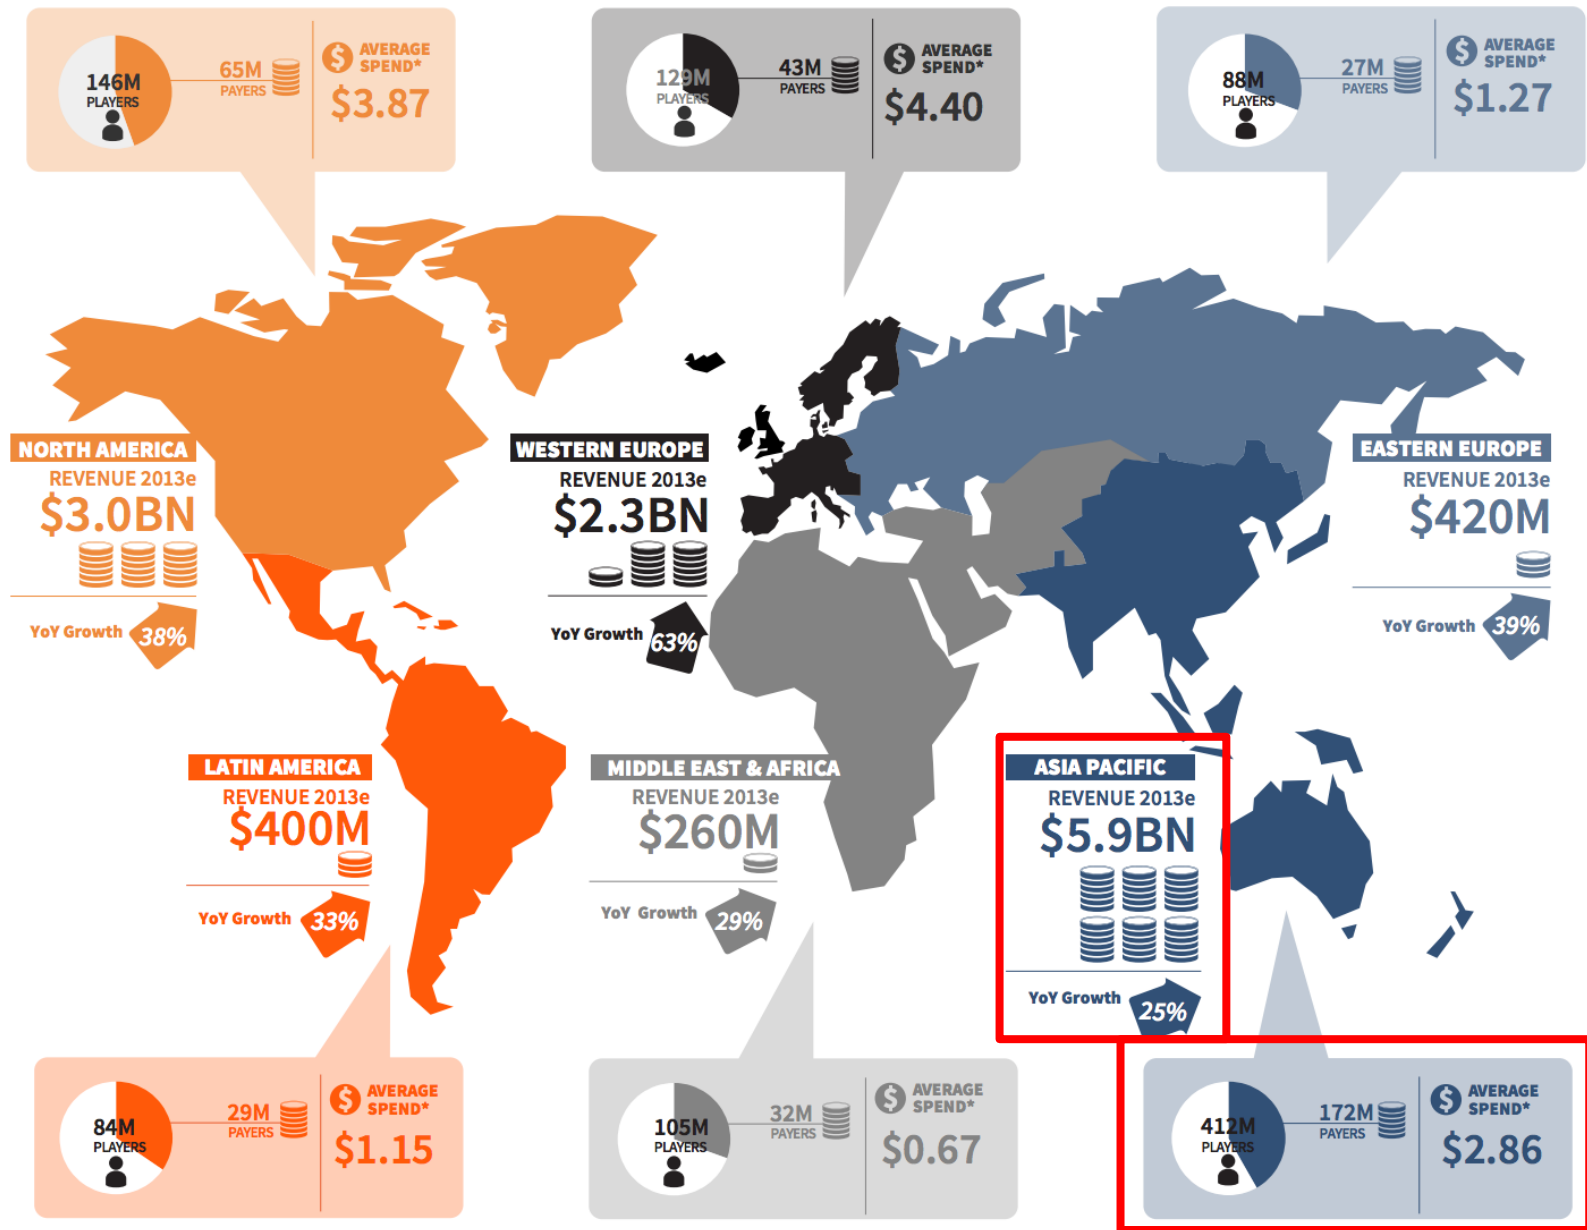 146M
PLAYERS
65M
PAYERS
$ AVERAGE
SPEND*
$3.87
129M
PLAYERS
43M
PAYERS
$ AVERAGE
SPEND*
$4.40
88M
PLAYERS
27M
PAYERS
$ AVERAGE
SPEND*
$1.27
NORTH AMERICA
REVENUE 2013e
$3.0BN
YoY Growth 38%
WESTERN EUROPE
REVENUE 2013e
$2.3BN
YoY Growth 63%
EASTERN EUROPE
REVENUE 2013e
$420M
YoY Growth 39%
LATIN AMERICA
REVENUE 2013e
$400M
YoY Growth 33%
MIDDLE EAST & AFRICA
REVENUE 2013e
$260M
YoY Growth 29%
ASIA PACIFIC
REVENUE 2013e
$5.9BN
YoY Growth 25%
84M
PLAYERS
29M
PAYERS
$ AVERAGE
SPEND*
$1.15
105M
PLAYERS
32M
PAYERS
$ AVERAGE
SPEND*
$0.67
412M
PLAYERS
172M
PAYERS
$ AVERAGE
SPEND*
$2.86